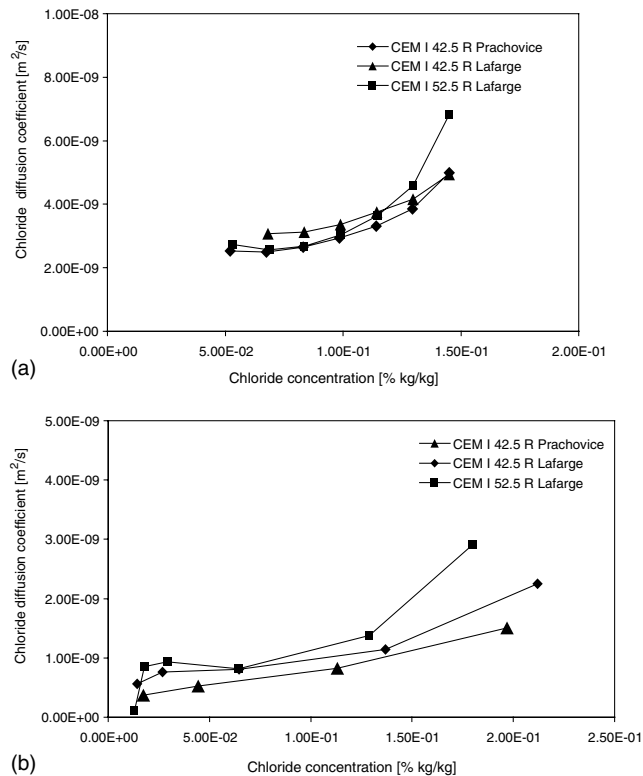 1.00E-08
8.00E-09
6.00E-09
4.00E-09
2.00E-09
0.00E+00
Chloride diffusion coefficient [m²/s]
CEM I 42.5 R Prachovice
CEM I 42.5 R Lafarge
CEM I 52.5 R Lafarge
0.00E+00 5.00E-02 1.00E-01 1.50E-01 2.00E-01
(a)
Chloride concentration [% kg/kg]
5.00E-09
4.00E-09
3.00E-09
2.00E-09
1.00E-09
0.00E+00
Chloride diffusion coefficient [m²/s]
CEM I 42.5 R Prachovice
CEM I 42.5 R Lafarge
CEM I 52.5 R Lafarge
0.00E+00 5.00E-02 1.00E-01 1.50E-01 2.00E-01 2.50E-01
(b)
Chloride concentration [% kg/kg]